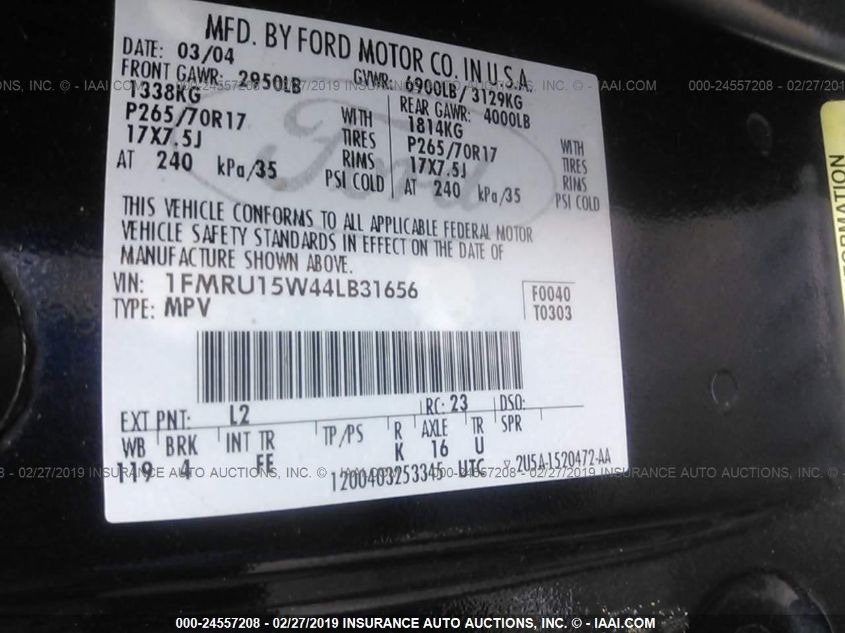 MFD. BY FORD MOTOR CO. IN U.S.A.
DATE: 03/04 GVWR: 6900LB/3129KG
FRONT GAWR: 2950LB REAR GAWR: 4000LB
1338KG 1814KG
P265/70R17 WITH TIRES P265/70R17 WITH TIRES
17X7.5J RIMS 17X7.5J RIMS
AT 240 kPa/35 PSI COLD AT 240 kPa/35 PSI COLD
THIS VEHICLE CONFORMS TO ALL APPLICABLE FEDERAL MOTOR
VEHICLE SAFETY STANDARDS IN EFFECT ON THE DATE OF
MANUFACTURE SHOWN ABOVE.
VIN: 1FMRU15W44LB31656 F0040
TYPE: MPV T0303
EXT PNT: L2 RC: 23 DSO:
WB BRK INT TR TP/PS R AXLE TR SPR
119 4 FE K 16 U
1200403253345 UTC 2U5A-1520472-AA
Ford
ORMATION
000-24557208 - 02/27/2019 INSURANCE AUTO AUCTIONS, INC. - © IAAI.COM